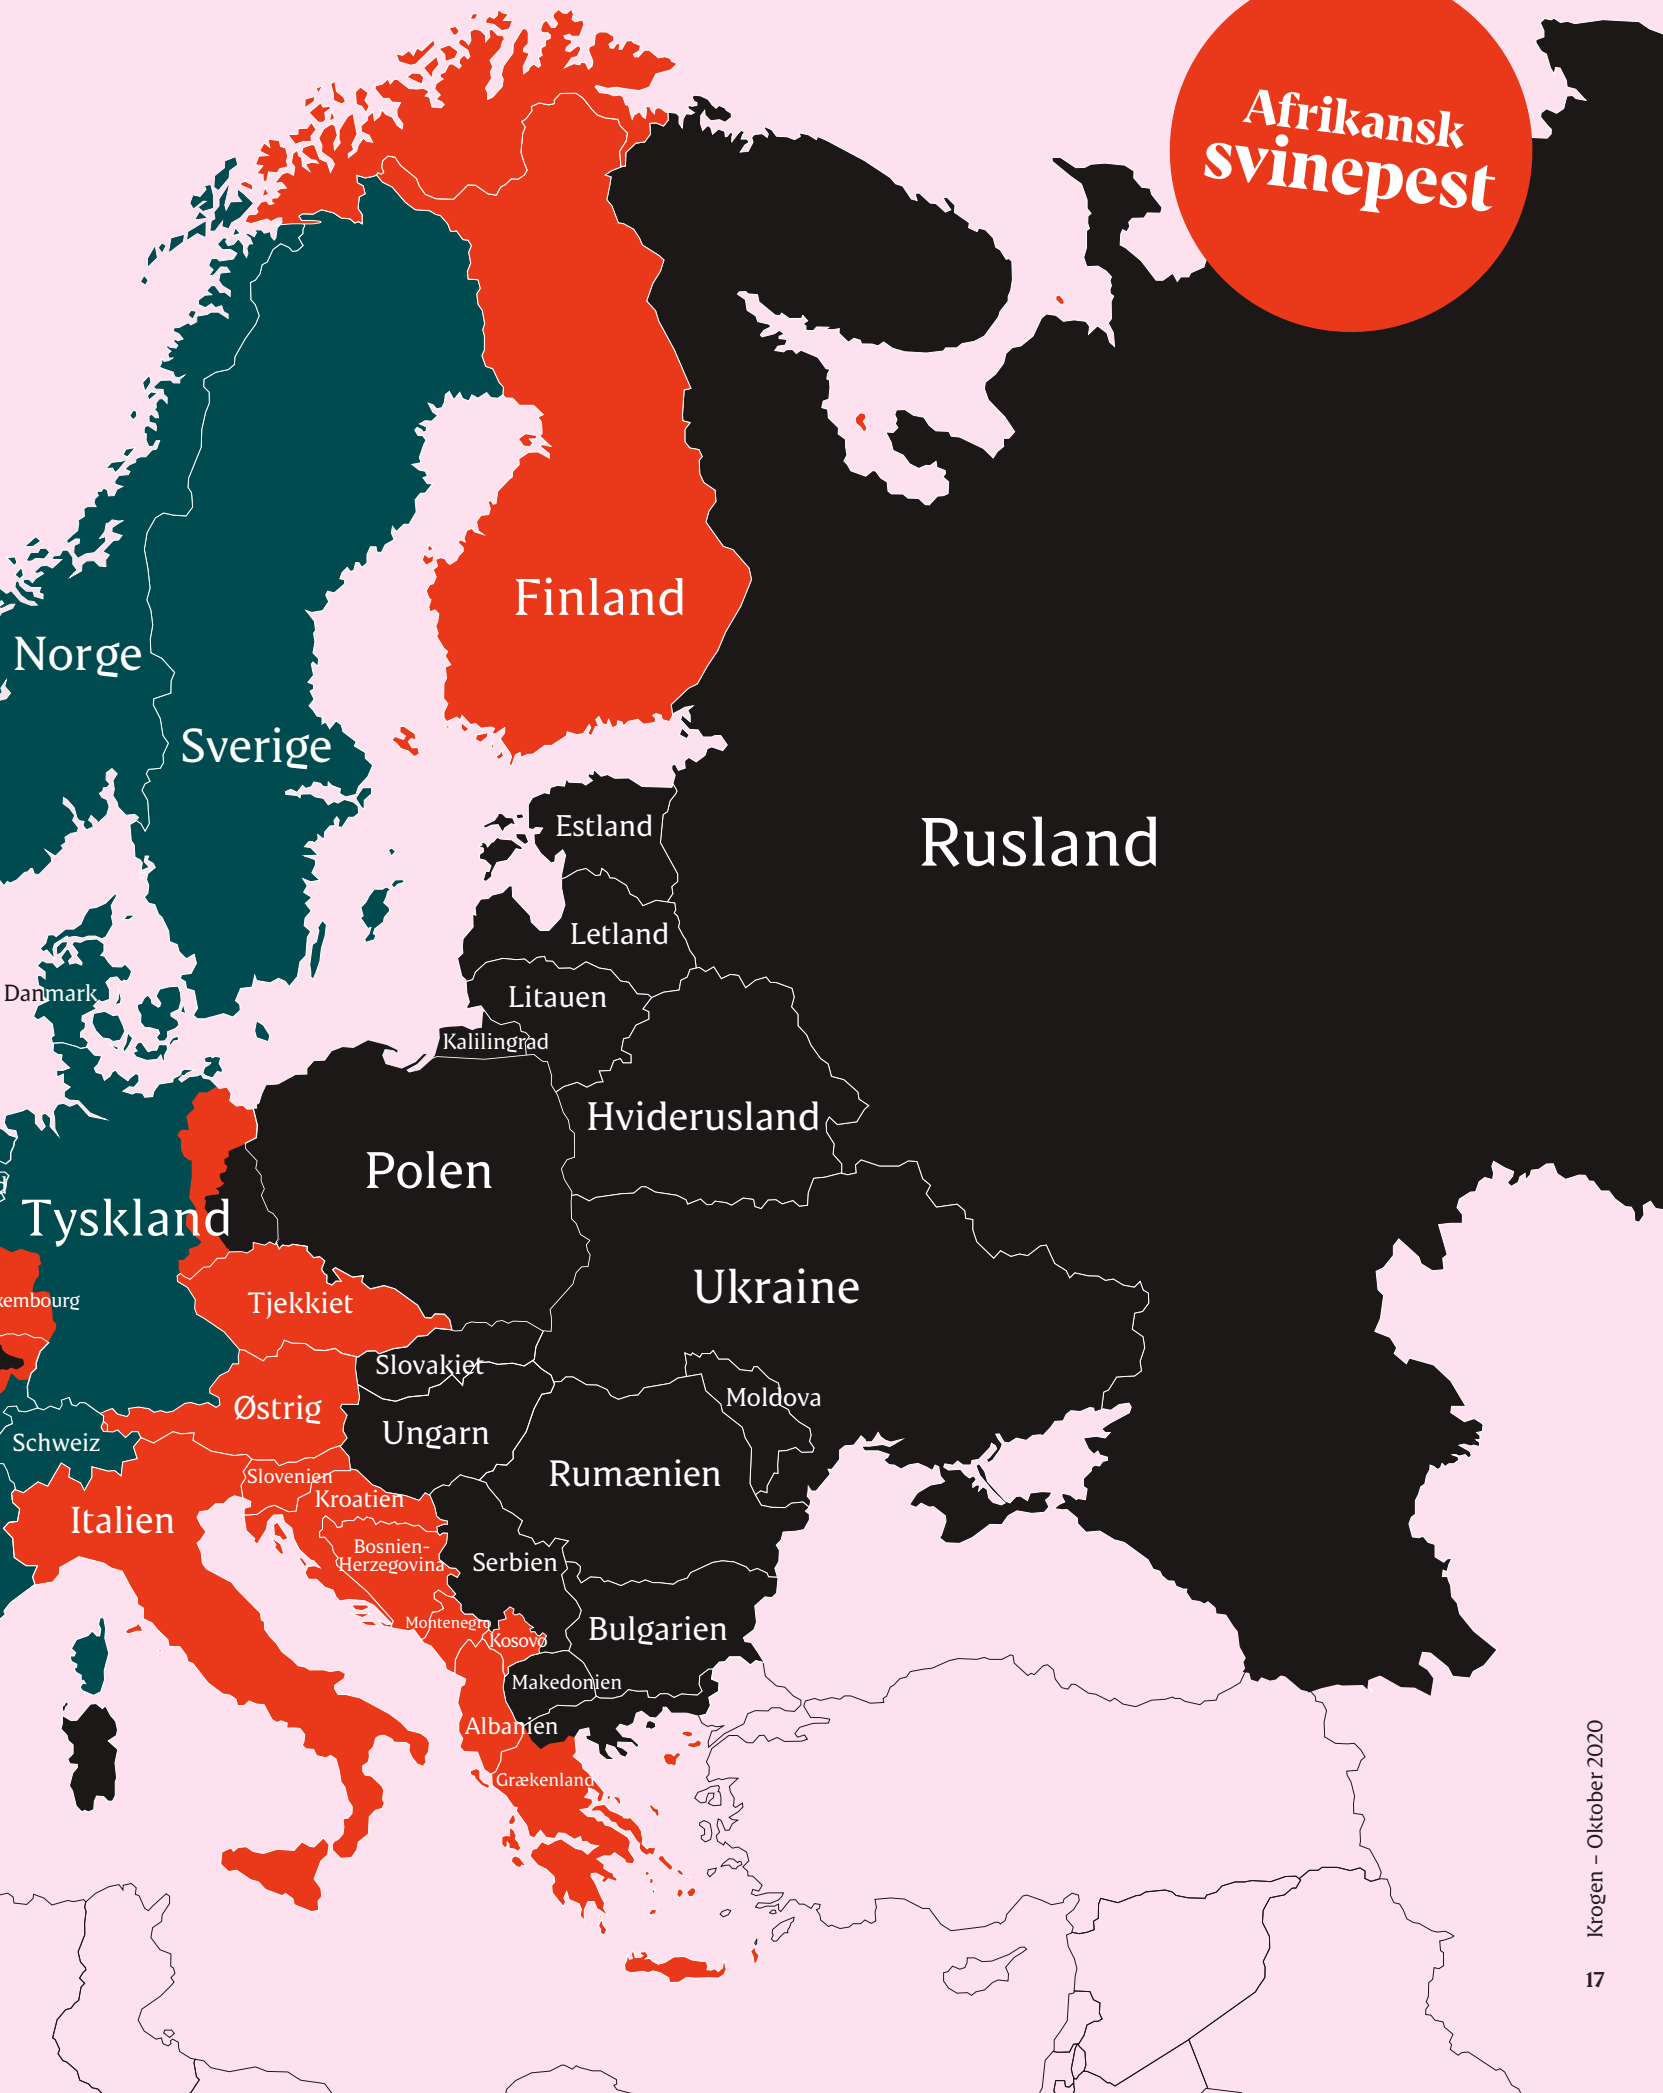 Afrikansk
svinepest
Finland
Norge
Sverige
Estland
Rusland
Letland
Danmark
Litauen
Kalilingrad
Hviderusland
Polen
d
Tyskland
Ukraine
xembourg
Tjekkiet
Slovakiet
Moldova
Østrig
Ungarn
Schweiz
Rumænien
Slovenien
Kroatien
Italien
Bosnien-
Herzegovina
Serbien
Montenegro
Bulgarien
Kosovo
Makedonien
Albanien
Grækenland
Krogen – Oktober 2020
17